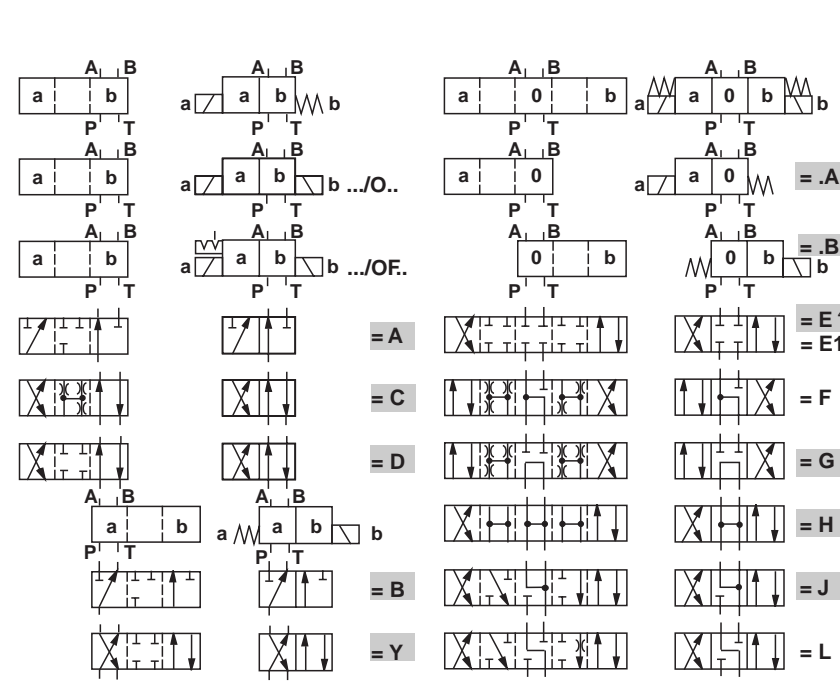 A B A B A B A B
a b a a b b a 0 b a a 0 b b
P T P T P T P T
A B A B A B A B
a b a a b b .../O.. a 0 a a 0 = .A
P T P T P T P T
A B A B A B A B
a b a a b b .../OF.. 0 b 0 b b = .B
P T P T P T P T
= A = E
= E1
= C = F
= D = G
A B A B
a b a a b b = H
P T P T
= B = J
= Y = L